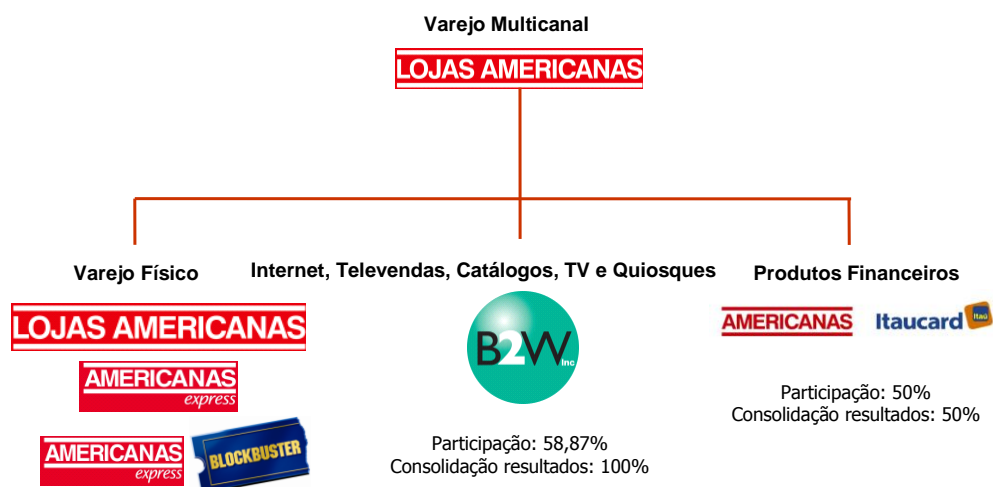 Varejo Multicanal
LOJAS AMERICANAS
Varejo Físico
LOJAS AMERICANAS
AMERICANAS
express
AMERICANAS
express
BLOCKBUSTER
Internet, Televendas, Catálogos, TV e Quiosques
B2W
Inc
Participação: 58,87%
Consolidação resultados: 100%
Produtos Financeiros
AMERICANAS
Itaucard
Itaú
Participação: 50%
Consolidação resultados: 50%